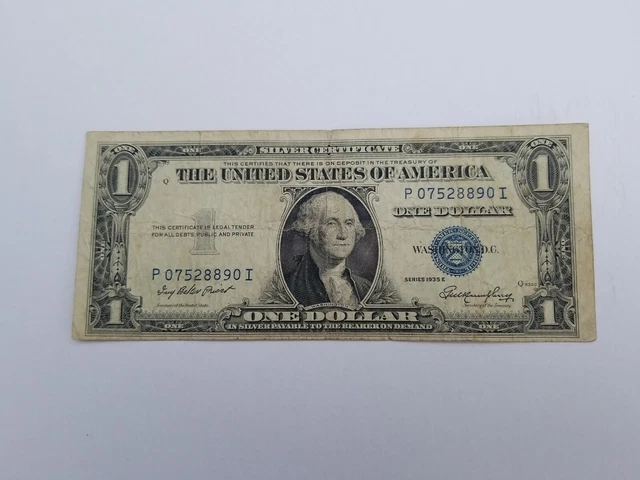 ONE SILVER CERTIFICATE ONE
THIS CERTIFIES THAT THERE IS ON DEPOSIT IN THE TREASURY OF
THE UNITED STATES OF AMERICA
1 1
P 07528890 I
ONE DOLLAR
1
THIS CERTIFICATE IS LEGAL TENDER
FOR ALL DEBTS, PUBLIC AND PRIVATE
WASHINGTON, D.C.
P 07528890 I
SERIES 1935 E
ONE DOLLAR
1 1
ONE IN SILVER PAYABLE TO THE BEARER ON DEMAND ONE